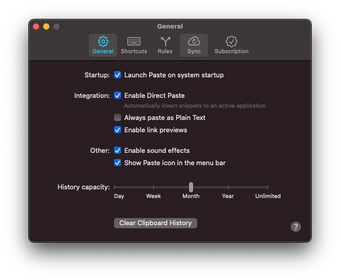 General
General Shortcuts Rules Sync Subscription
Startup: Launch Paste on system startup
Integration: Enable Direct Paste
Automatically insert snippets to an active application
Always paste as Plain Text
Enable link previews
Other: Enable sound effects
Show Paste icon in the menu bar
History capacity:
Day Week Month Year Unlimited
Clear Clipboard History
?